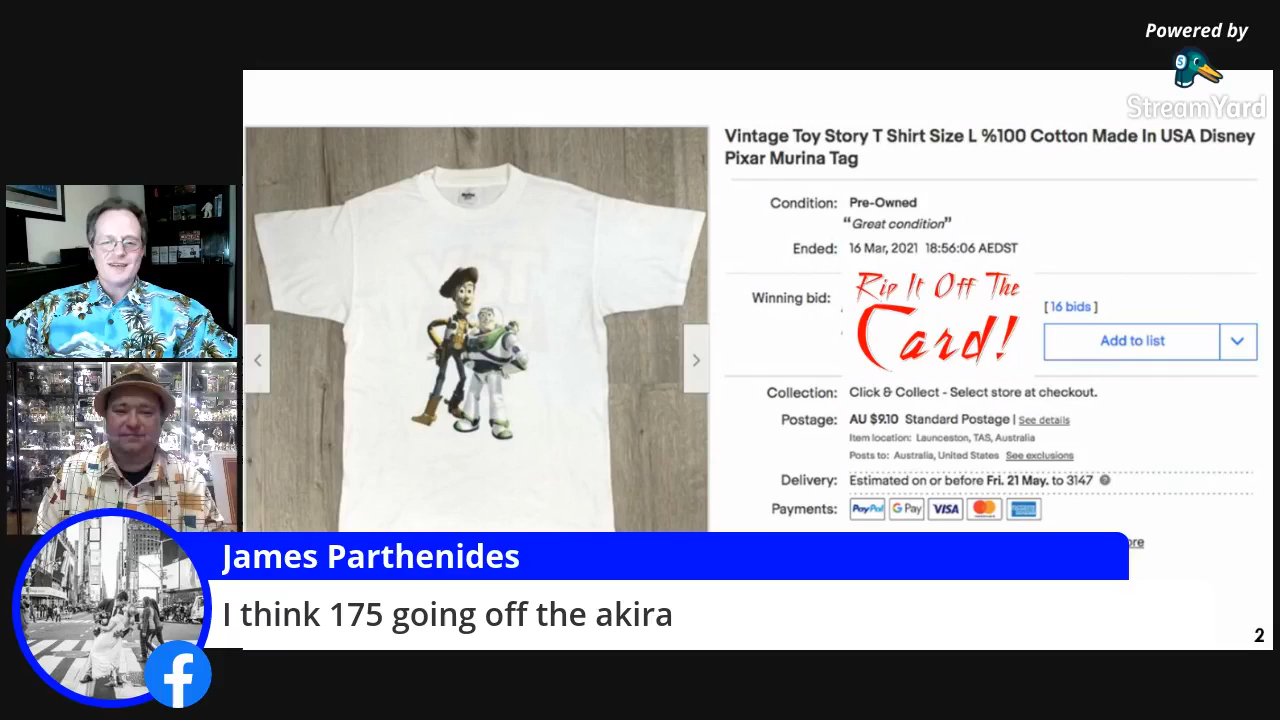 Powered by
StreamYard
Vintage Toy Story T Shirt Size L %100 Cotton Made In USA Disney
Pixar Murina Tag
Condition: Pre-Owned
“Great condition”
Ended: 16 Mar, 2021 18:56:06 AEDST
Winning bid:
Rip It Off The
Card!
[ 16 bids ]
Add to list
Collection: Click & Collect - Select store at checkout.
Postage: AU $9.10 Standard Postage | See details
Item location: Launceston, TAS, Australia
Posts to: Australia, United States See exclusions
Delivery: Estimated on or before Fri. 21 May. to 3147
Payments: PayPal G Pay VISA
James Parthenides
I think 175 going off the akira
2